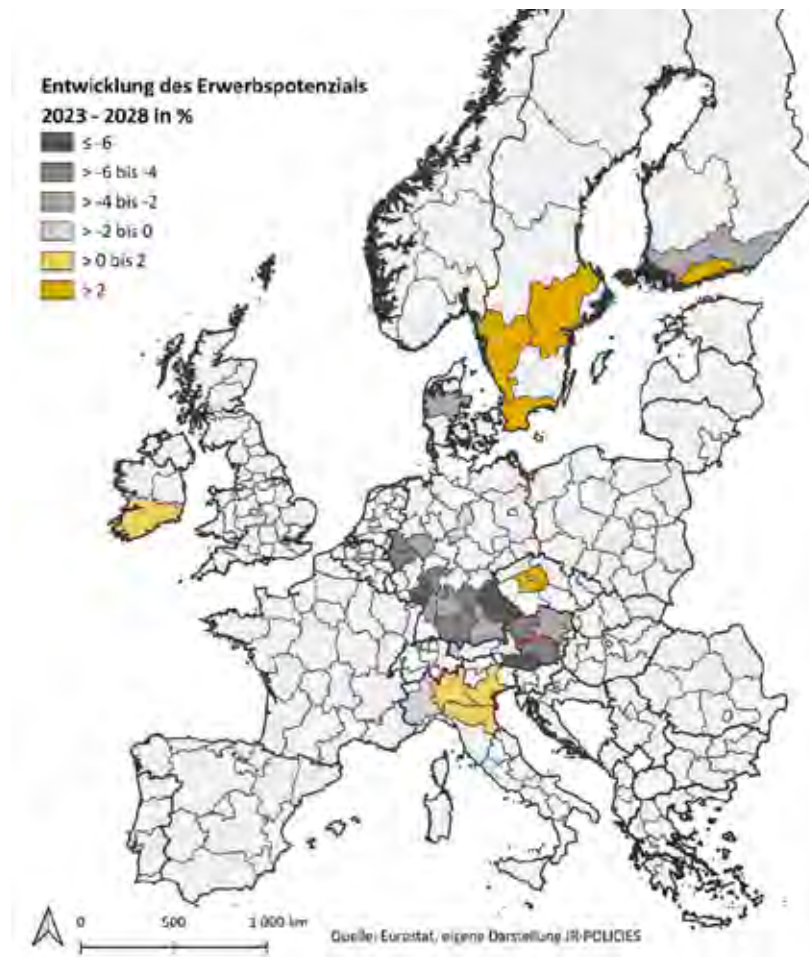 Entwicklung des Erwerbspotenzials
2023 - 2028 in %
≤ -6
> -6 bis -4
> -4 bis -2
> -2 bis 0
> 0 bis 2
> 2
0 500 1 000 km
Quelle: Eurostat, eigene Darstellung JR-POLICIES